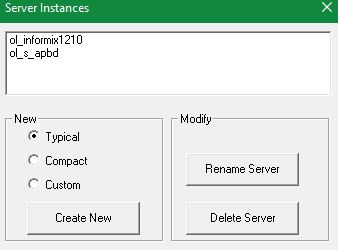 Server Instances
ol_informix1210
ol_s_apbd
New
Modify
Typical
Compact
Rename Server
Custom
Create New
Delete Server